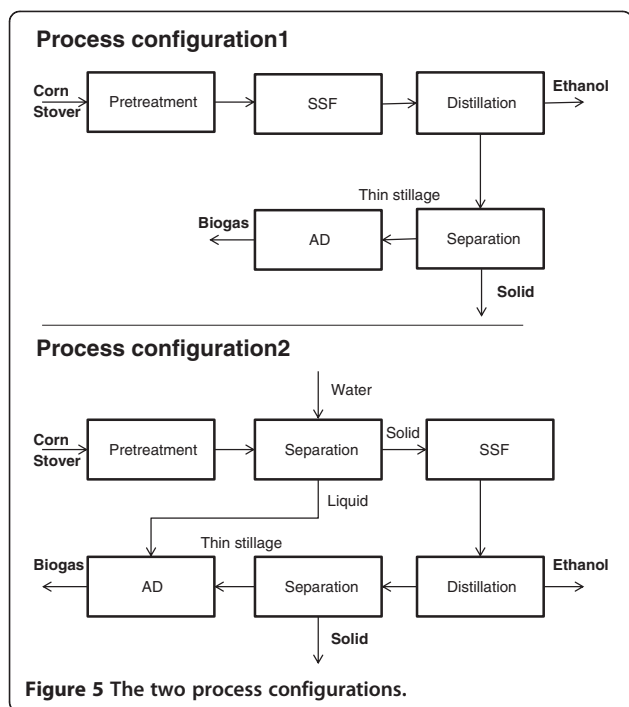 Process configuration1
Corn
Stover
Pretreatment
SSF
Distillation
Ethanol
Thin stillage
Biogas
AD
Separation
Solid
Process configuration2
Water
Corn
Stover
Pretreatment
Separation
Solid
SSF
Liquid
Thin stillage
Biogas
AD
Separation
Distillation
Ethanol
Solid
Figure 5 The two process configurations.